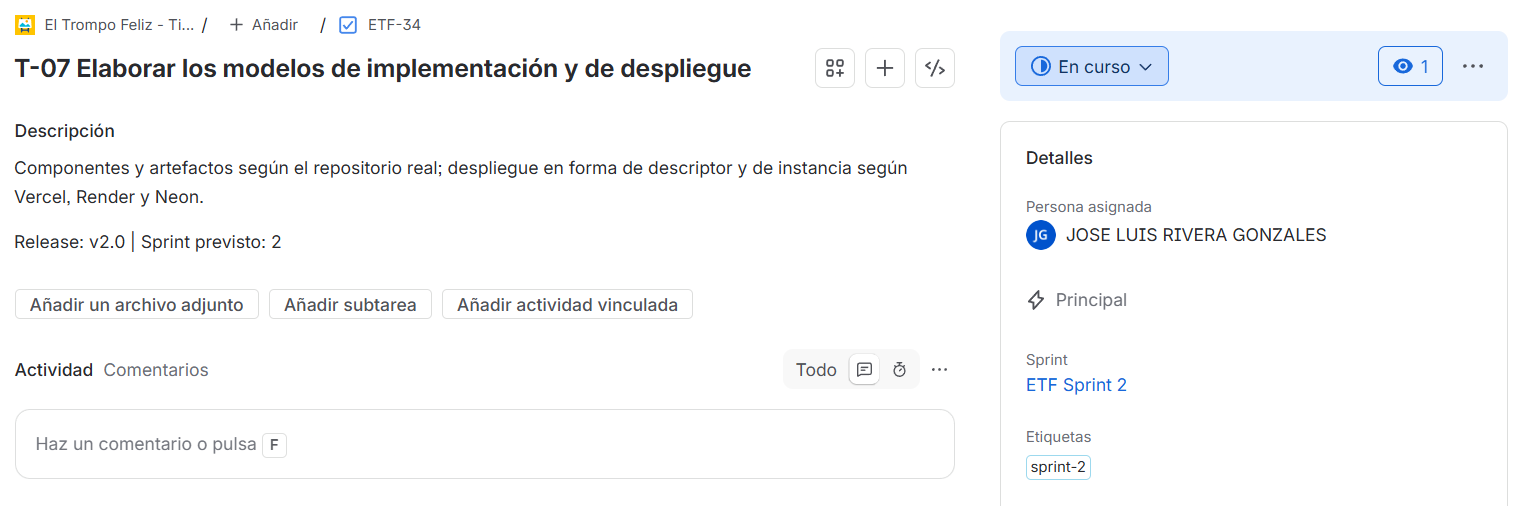 El Trompo Feliz - Ti... / + Añadir / ETF-34
T-07 Elaborar los modelos de implementación y de despliegue
Descripción
Componentes y artefactos según el repositorio real; despliegue en forma de descriptor y de instancia según
Vercel, Render y Neon.
Release: v2.0 | Sprint previsto: 2
Añadir un archivo adjunto
Añadir subtarea
Añadir actividad vinculada
Actividad Comentarios
Todo
Haz un comentario o pulsa F
En curso
1
Detalles
Persona asignada
JG JOSE LUIS RIVERA GONZALES
Principal
Sprint
ETF Sprint 2
Etiquetas
sprint-2